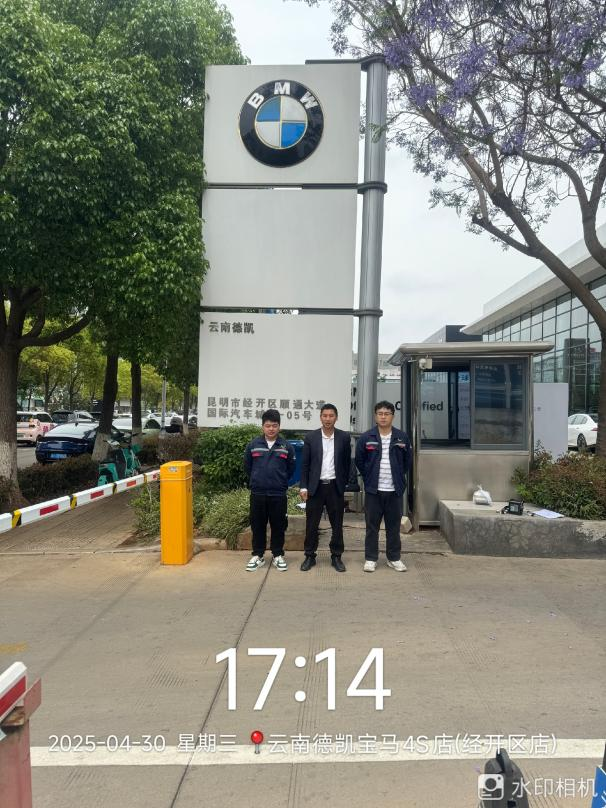 BMW
云南德凯
昆明市经开区顺通大道
国际汽车城
-05号
Certified
17:14
2025-04-30 星期三 云南德凯宝马4S店(经开区店)
水印相机